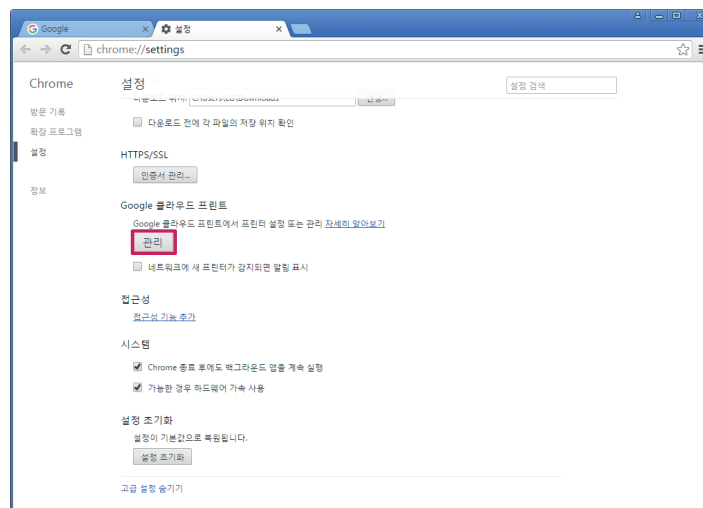 Google
설정
chrome://settings
Chrome
설정
설정 검색
방문 기록
확장 프로그램
설정
정보
다운로드 위치: C:\Users\LG\Downloads
다운로드 전에 각 파일의 저장 위치 확인
HTTPS/SSL
인증서 관리...
Google 클라우드 프린트
Google 클라우드 프린트에서 프린터 설정 또는 관리 자세히 알아보기
관리
네트워크에 새 프린터가 감지되면 알림 표시
접근성
접근성 기능 추가
시스템
Chrome 종료 후에도 백그라운드 앱을 계속 실행
가능한 경우 하드웨어 가속 사용
설정 초기화
설정이 기본값으로 복원됩니다.
설정 초기화
고급 설정 숨기기